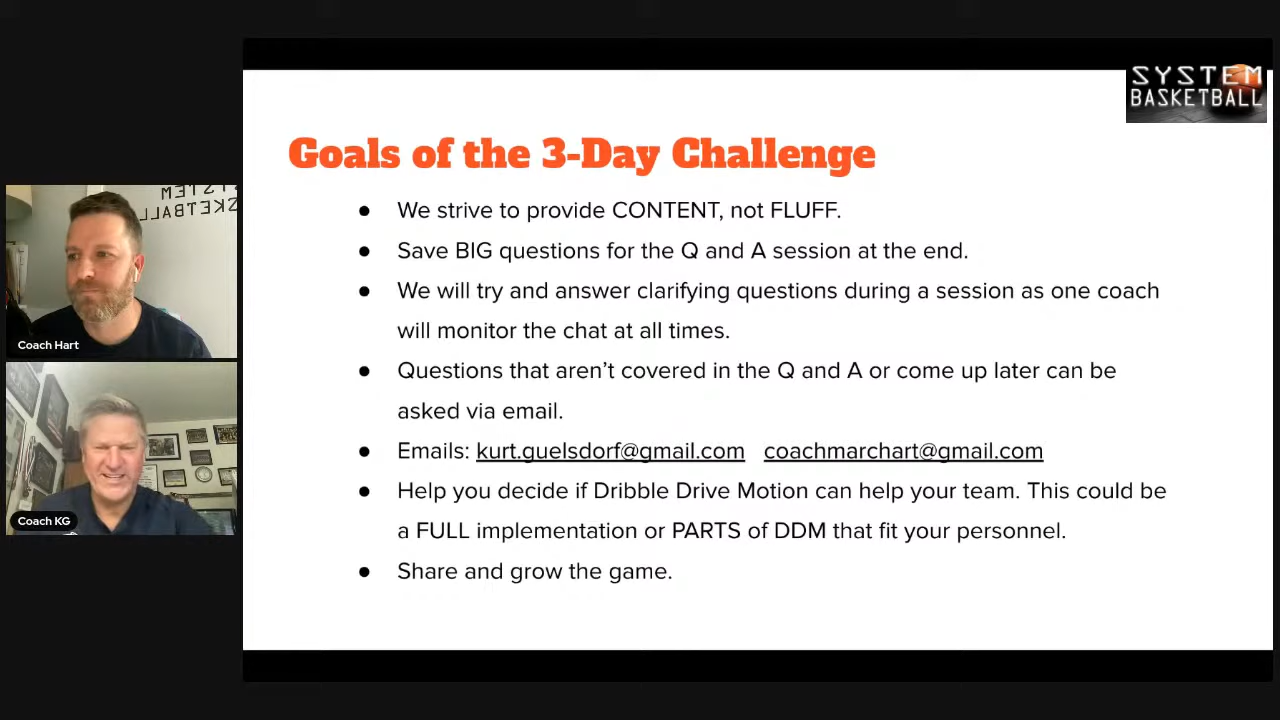 SYSTEM
BASKETBALL
Goals of the 3-Day Challenge
● We strive to provide CONTENT, not FLUFF.
● Save BIG questions for the Q and A session at the end.
● We will try and answer clarifying questions during a session as one coach
will monitor the chat at all times.
● Questions that aren’t covered in the Q and A or come up later can be
asked via email.
● Emails: kurt.guelsdorf@gmail.com coachmarchart@gmail.com
● Help you decide if Dribble Drive Motion can help your team. This could be
a FULL implementation or PARTS of DDM that fit your personnel.
● Share and grow the game.
Coach Hart
Coach KG